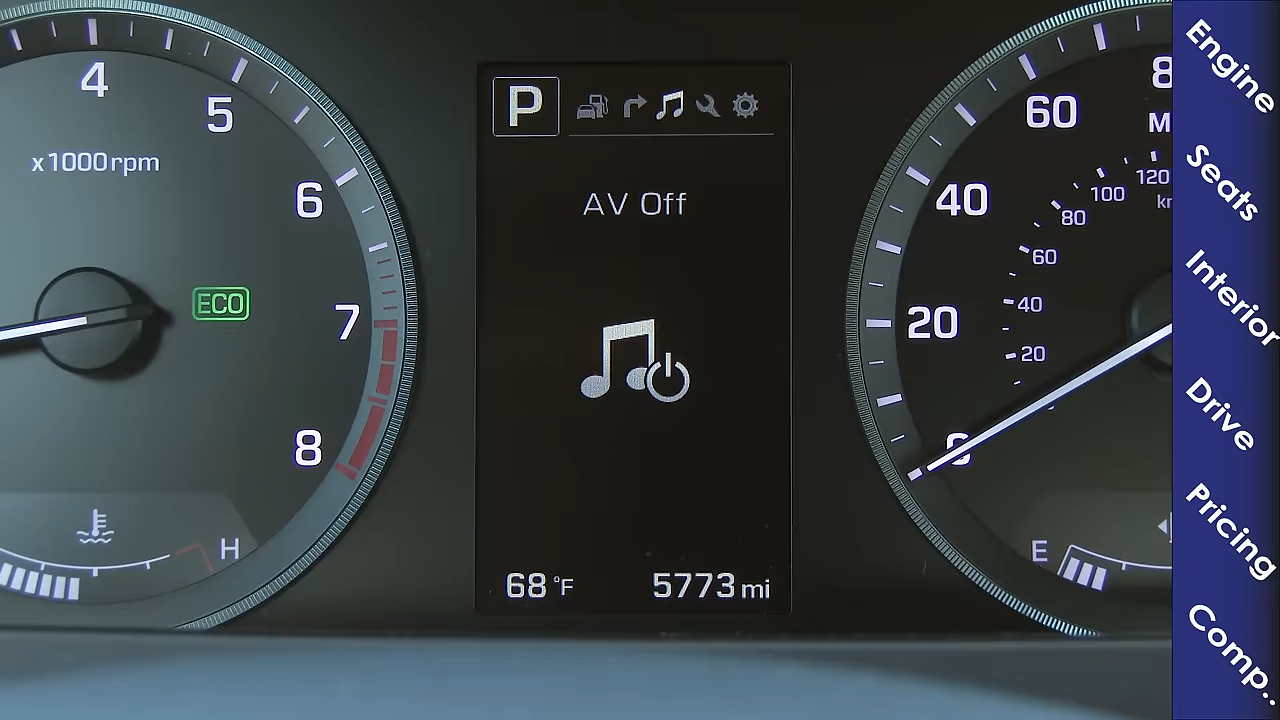 4
5
6
7
8
x1000rpm
ECO
H
P
AV Off
68°F
5773 mi
60
40
20
120
100
80
60
40
20
E
Engine
Seats
Interior
Drive
Pricing
Comp..